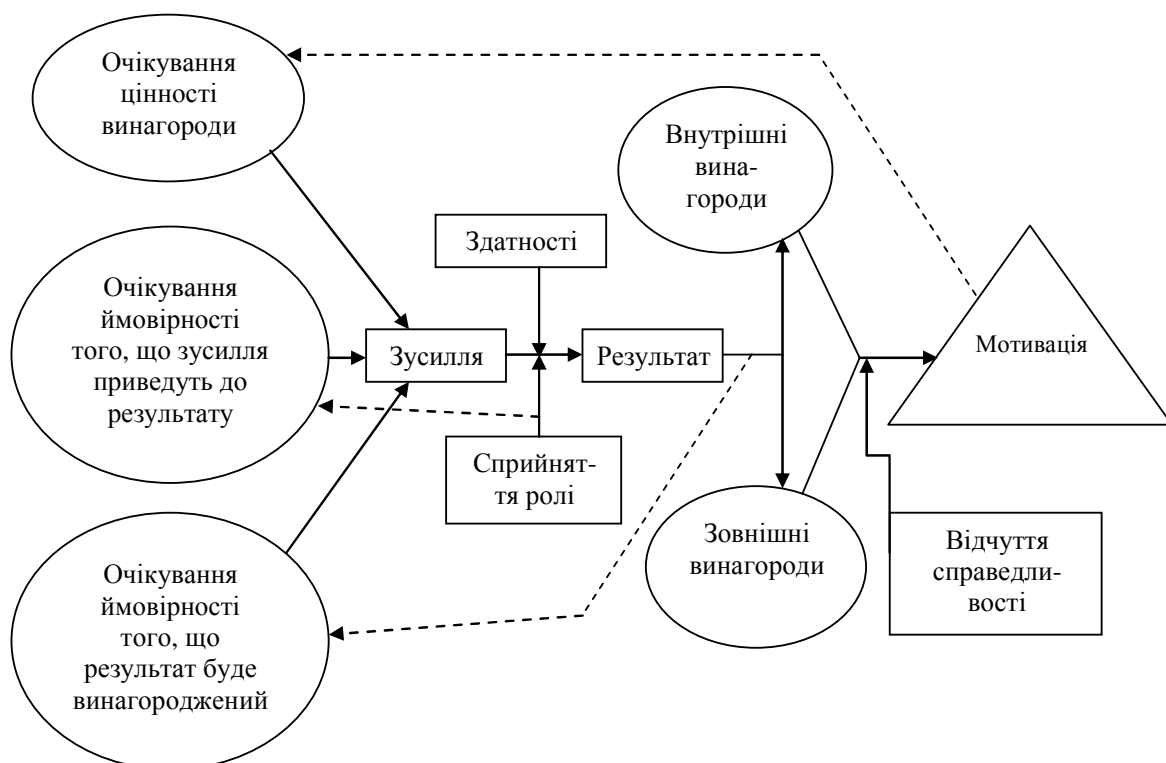 Очікування
цінності
винагороди
Внутрішні
вина-
городи
Здатності
Очікування
ймовірності
того, що зусилля
приведуть до
результату
Зусилля
Результат
Мотивація
Сприйнят-
тя ролі
Зовнішні
винагороди
Відчуття
справедли-
вості
Очікування
ймовірності
того, що
результат буде
винагороджений